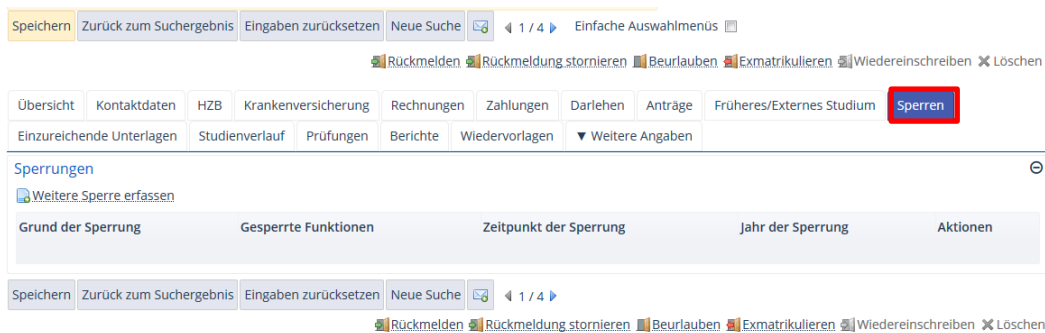 Speichern Zurück zum Suchergebnis Eingaben zurücksetzen Neue Suche 1 / 4 Einfache Auswahlmenüs
Rückmelden Rückmeldung stornieren Beurlauben Exmatrikulieren Wiedereinschreiben Löschen
Übersicht Kontaktdaten HZB Krankenversicherung Rechnungen Zahlungen Darlehen Anträge Früheres/Externes Studium Sperren
Einzureichende Unterlagen Studienverlauf Prüfungen Berichte Wiedervorlagen ▼ Weitere Angaben
Sperrungen
Weitere Sperre erfassen
Grund der Sperrung Gesperrte Funktionen Zeitpunkt der Sperrung Jahr der Sperrung Aktionen
Speichern Zurück zum Suchergebnis Eingaben zurücksetzen Neue Suche 1 / 4
Rückmelden Rückmeldung stornieren Beurlauben Exmatrikulieren Wiedereinschreiben Löschen